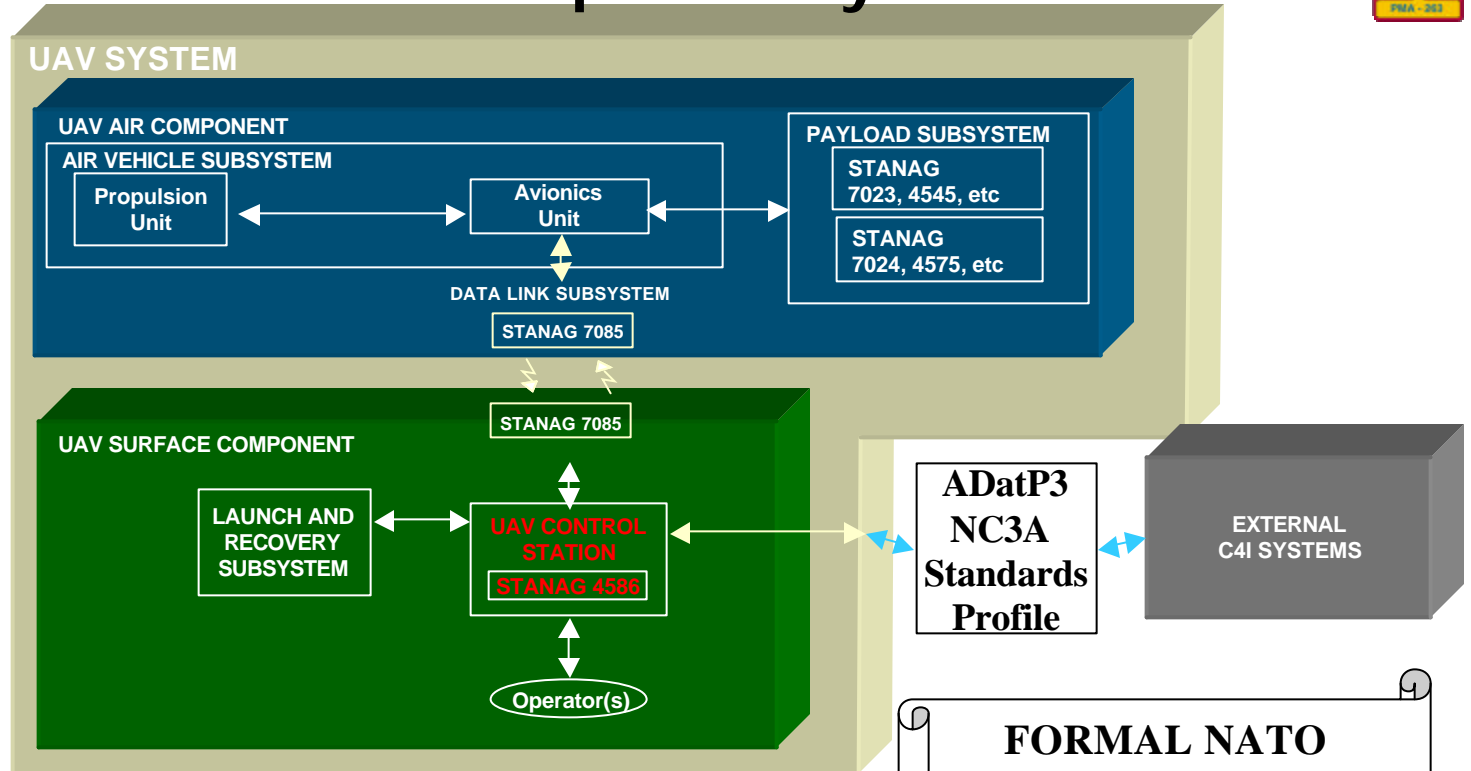 PMA - 263
UAV SYSTEM
UAV AIR COMPONENT
AIR VEHICLE SUBSYSTEM
Propulsion
Unit
Avionics
Unit
PAYLOAD SUBSYSTEM
STANAG
7023, 4545, etc
STANAG
7024, 4575, etc
DATA LINK SUBSYSTEM
STANAG 7085
STANAG 7085
UAV SURFACE COMPONENT
LAUNCH AND
RECOVERY
SUBSYSTEM
UAV CONTROL
STATION
STANAG 4586
Operator(s)
ADatP3
NC3A
Standards
Profile
EXTERNAL
C4I SYSTEMS
FORMAL NATO